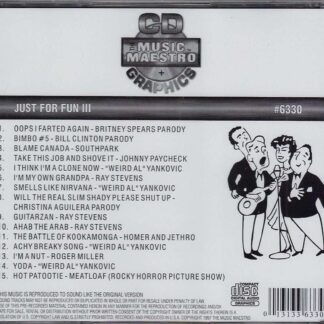 CD
THE MUSIC MAESTRO
+
GRAPHICS
JUST FOR FUN III #6330
1. OOPS I FARTED AGAIN - BRITNEY SPEARS PARODY
2. BIMBO #5 - BILL CLINTON PARODY
3. BLAME CANADA - SOUTHPARK
4. TAKE THIS JOB AND SHOVE IT - JOHNNY PAYCHECK
5. I THINK I'M A CLONE NOW - "WEIRD AL" YANKOVIC
6. I'M MY OWN GRANDPA - RAY STEVENS
7. SMELLS LIKE NIRVANA - "WEIRD AL" YANKOVIC
8. WILL THE REAL SLIM SHADY PLEASE SHUT UP -
CHRISTINA AGUILERA PARODY
9. GUITARZAN - RAY STEVENS
10. AHAB THE ARAB - RAY STEVENS
11. THE BATTLE OF KOOKAMONGA - HOMER AND JETHRO
12. ACHY BREAKY SONG - "WEIRD AL" YANKOVIC
13. I'M A NUT - ROGER MILLER
14. YODA - "WEIRD AL" YANKOVIC
15. HOT PATOOTIE - MEATLOAF (ROCKY HORROR PICTURE SHOW)
THIS MUSIC IS REPRODUCED TO SOUND LIKE THE ORIGINAL VERSION.
COMPACT
disc
DIGITAL AUDIO